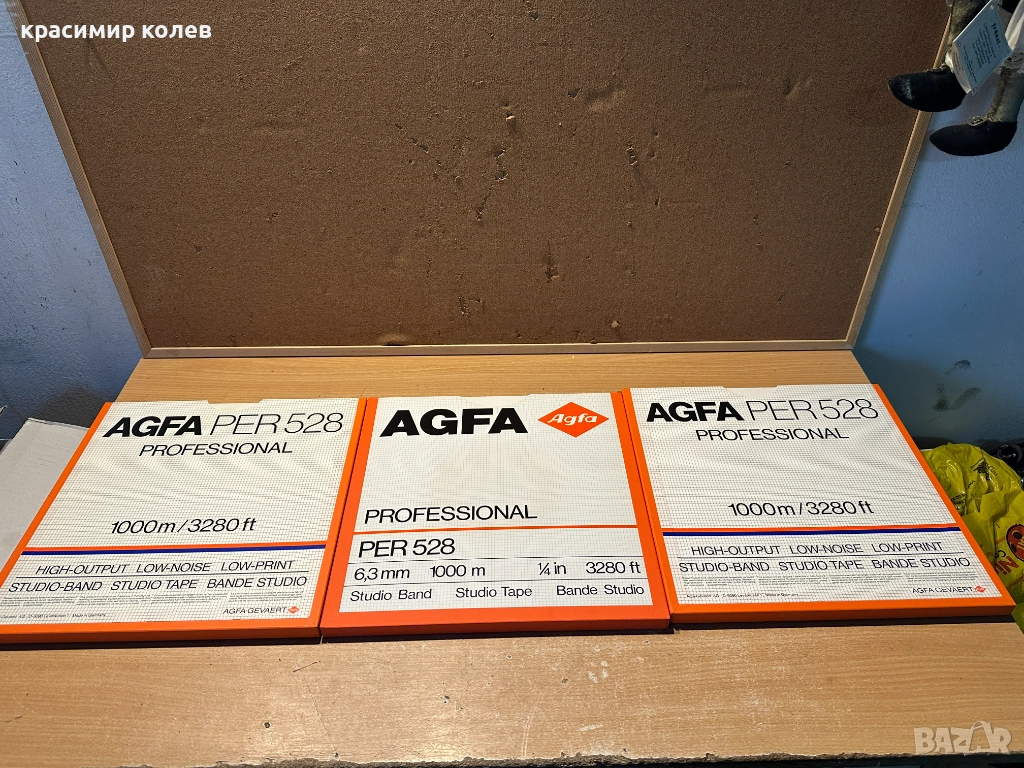 красимир колев
AGFA PER 528
PROFESSIONAL
1000m/3280 ft
HIGH-OUTPUT LOW-NOISE LOW-PRINT
STUDIO-BAND STUDIO TAPE BANDE STUDIO
AGFA GEVAERT
AGFA Agfa
PROFESSIONAL
PER 528
6,3 mm 1000 m ¼ in 3280 ft
Studio Band Studio Tape Bande Studio
AGFA PER 528
PROFESSIONAL
1000m/3280 ft
HIGH-OUTPUT LOW-NOISE LOW-PRINT
STUDIO-BAND STUDIO TAPE BANDE STUDIO
AGFA GEVAERT
BAZAR